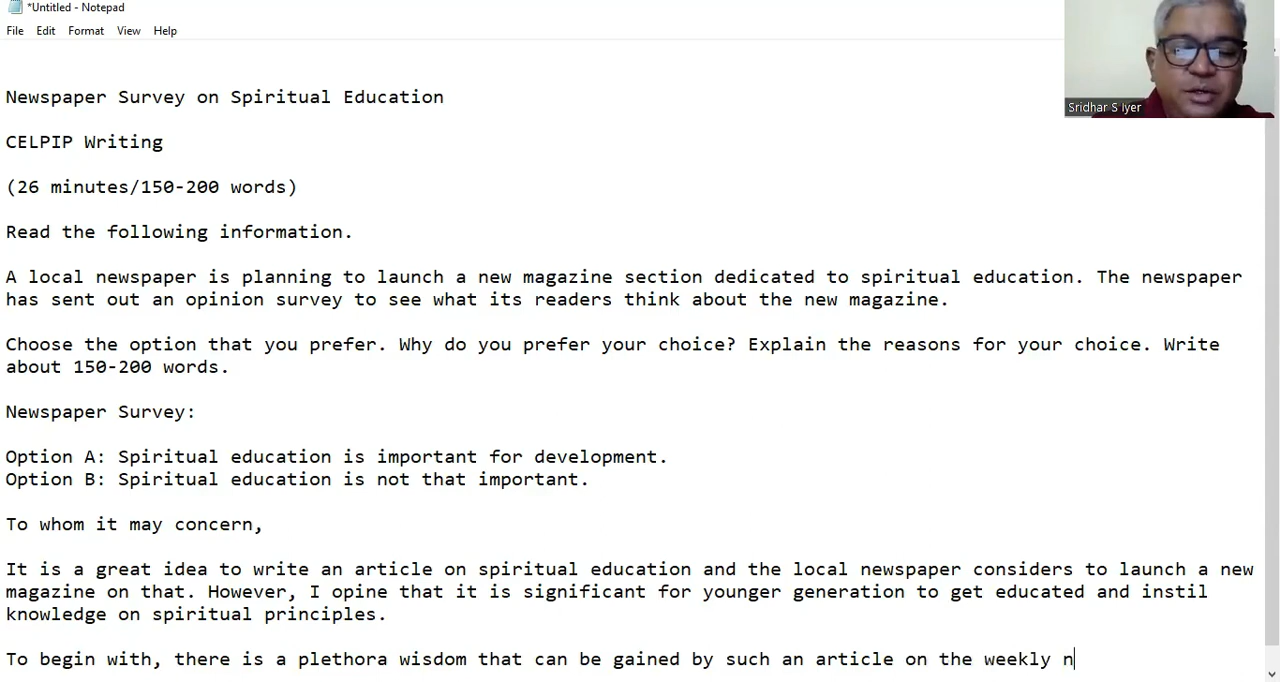 *Untitled - Notepad
File Edit Format View Help
Sridhar S Iyer
Newspaper Survey on Spiritual Education
CELPIP Writing
(26 minutes/150-200 words)
Read the following information.
A local newspaper is planning to launch a new magazine section dedicated to spiritual education. The newspaper
has sent out an opinion survey to see what its readers think about the new magazine.
Choose the option that you prefer. Why do you prefer your choice? Explain the reasons for your choice. Write
about 150-200 words.
Newspaper Survey:
Option A: Spiritual education is important for development.
Option B: Spiritual education is not that important.
To whom it may concern,
It is a great idea to write an article on spiritual education and the local newspaper considers to launch a new
magazine on that. However, I opine that it is significant for younger generation to get educated and instil
knowledge on spiritual principles.
To begin with, there is a plethora wisdom that can be gained by such an article on the weekly n